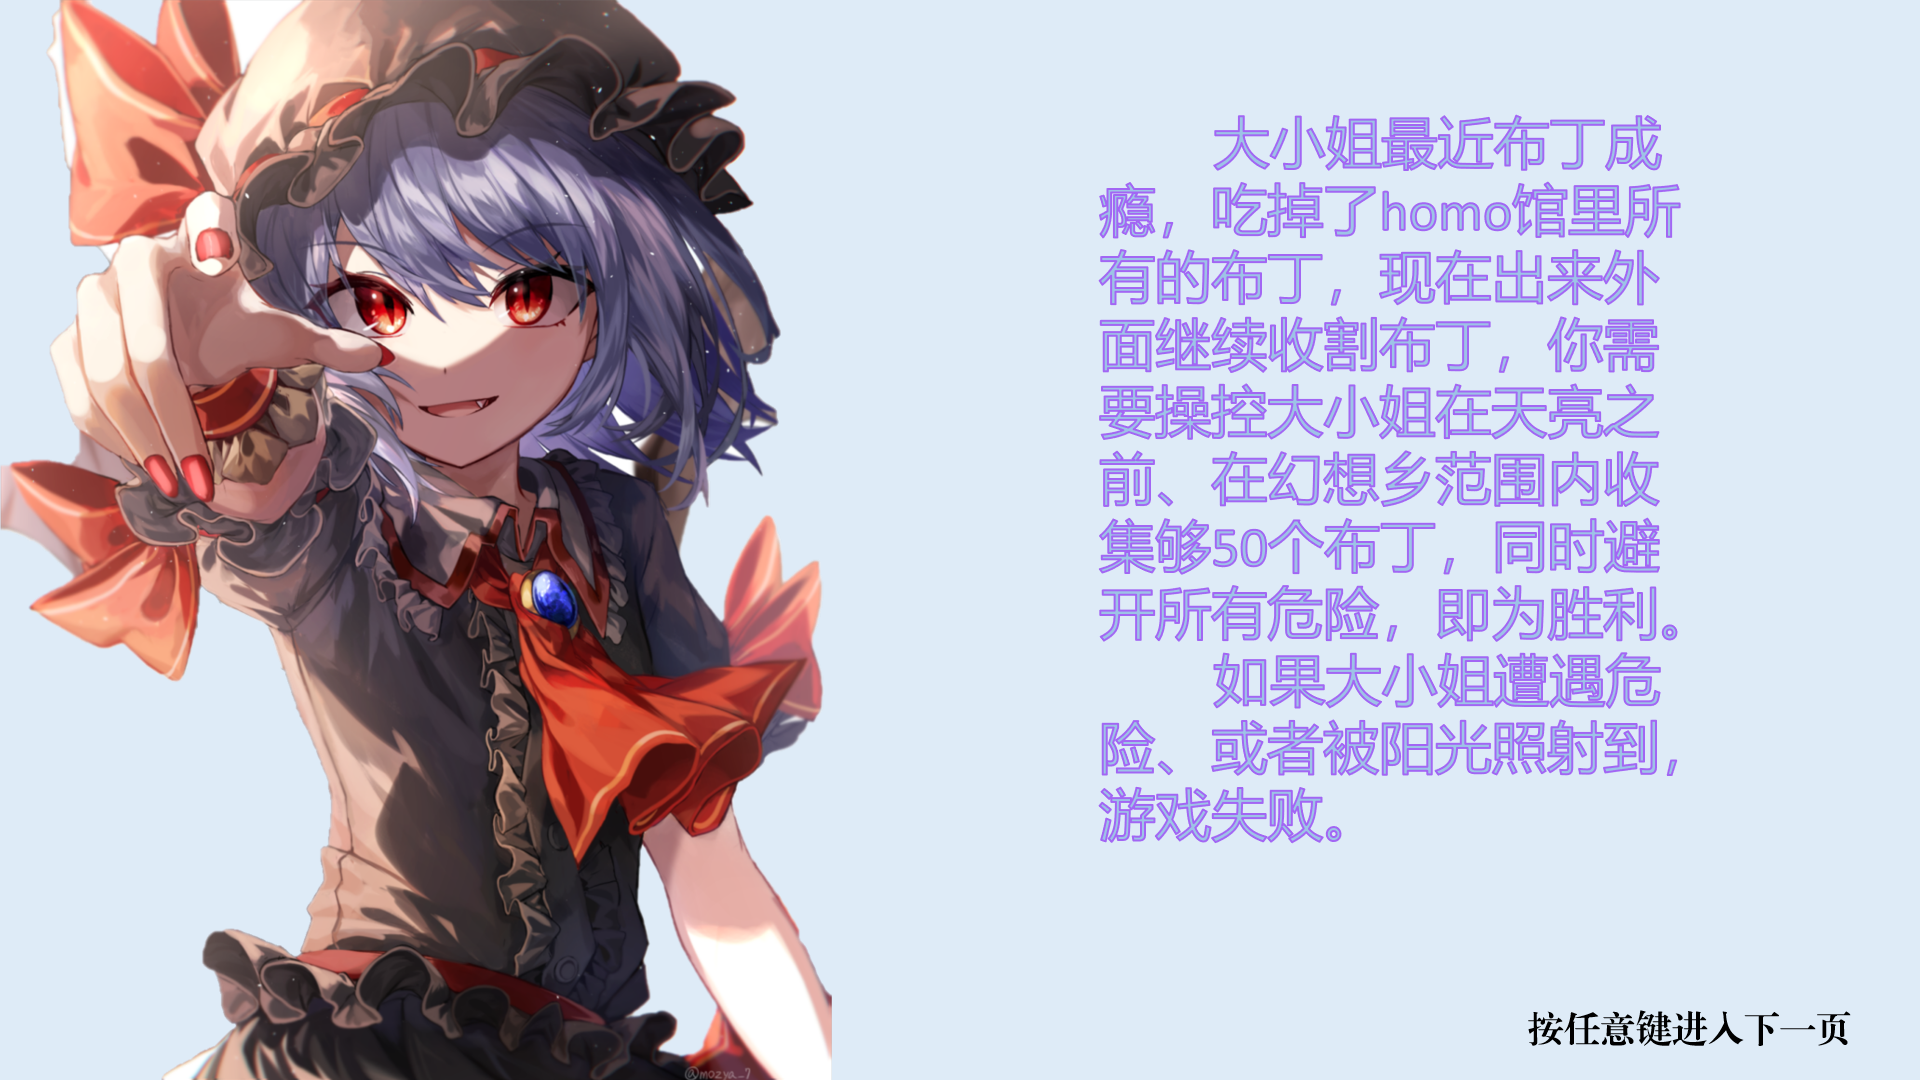 大小姐最近布丁成
瘾，吃掉了homo馆里所
有的布丁，现在出来外
面继续收割布丁，你需
要操控大小姐在天亮之
前、在幻想乡范围内收
集够50个布丁，同时避
开所有危险，即为胜利。
如果大小姐遭遇危
险、或者被阳光照射到，
游戏失败。
按任意键进入下一页
@mozya_7